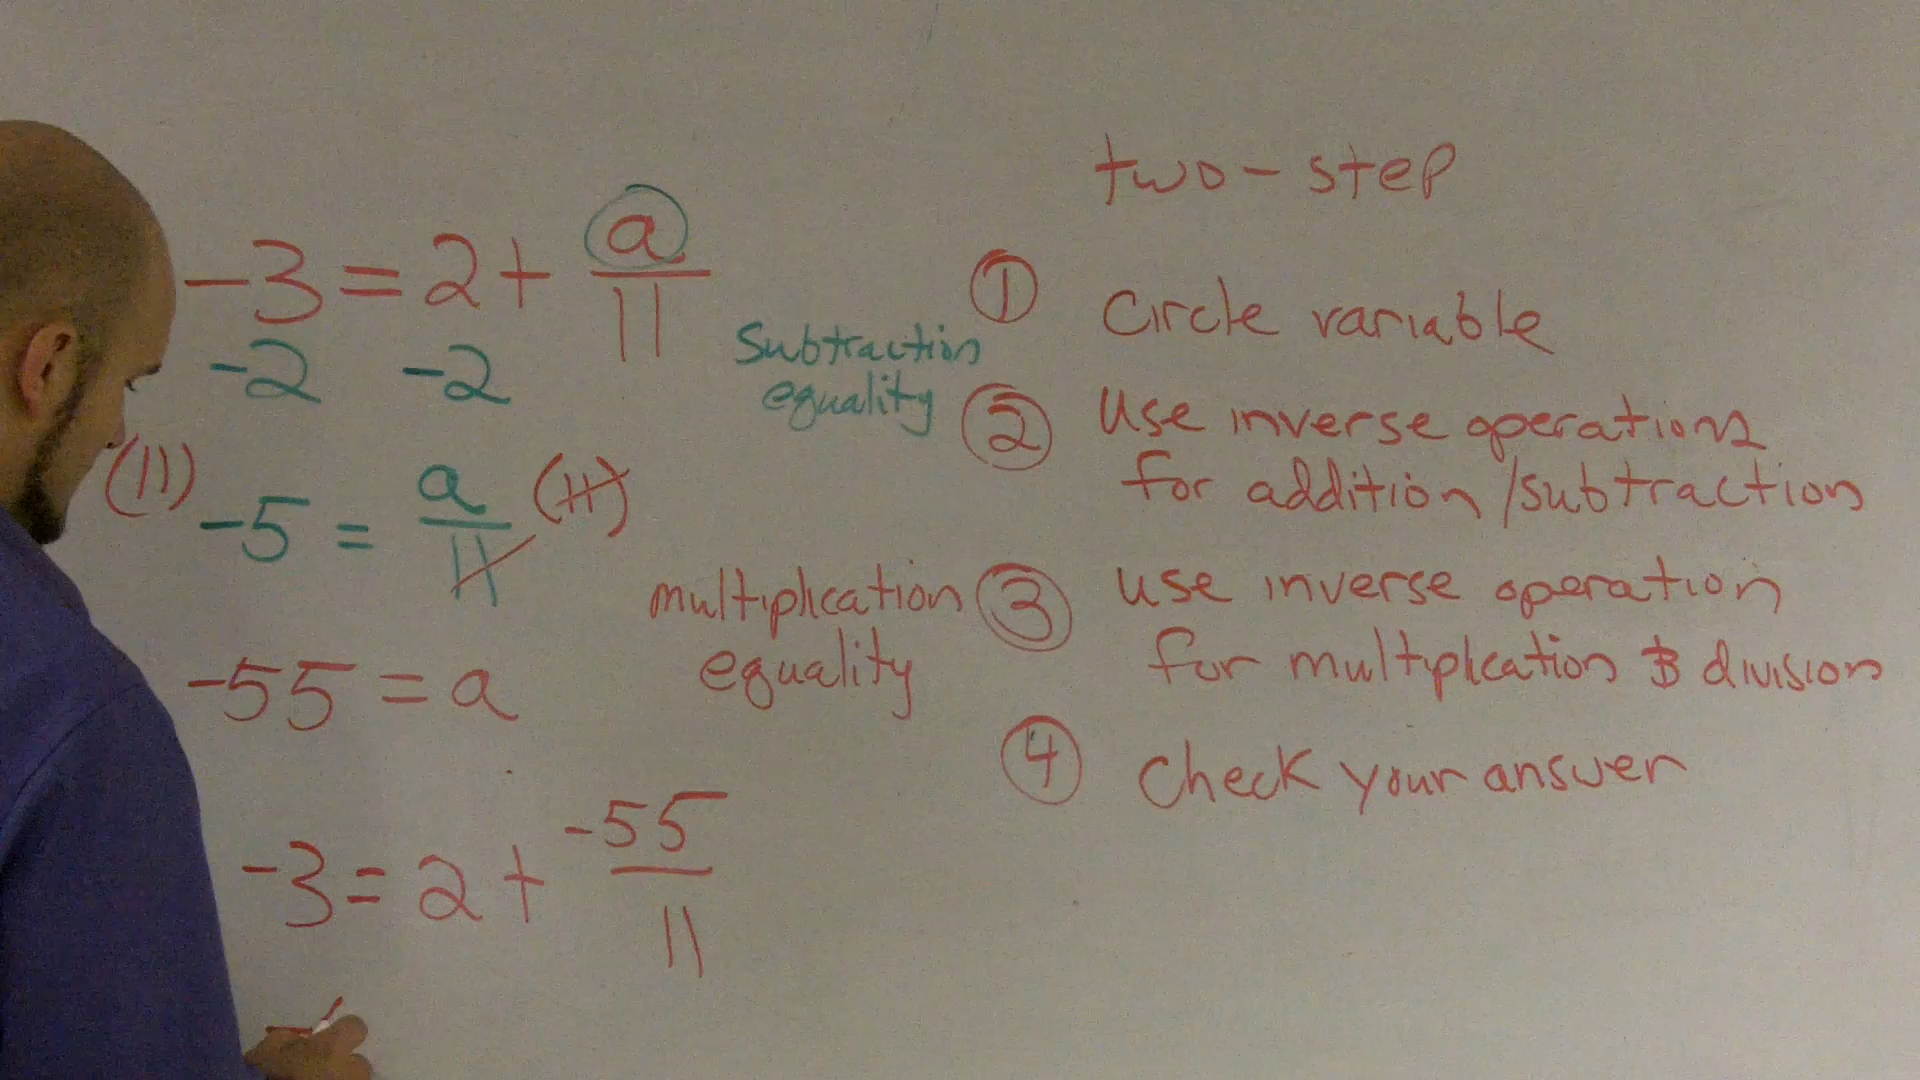 -3 = 2 + a/11
-2 -2
Subtraction
equality
(11) -5 = a/11 (11)
multiplication
equality
-55 = a
-3 = 2 + -55/11
two-step
① Circle variable
② Use inverse operations
for addition/subtraction
③ use inverse operation
for multiplication & division
④ Check your answer